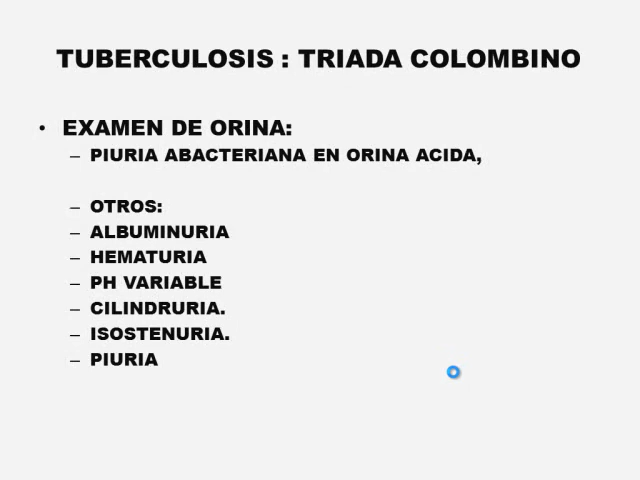 TUBERCULOSIS : TRIADA COLOMBINO
• EXAMEN DE ORINA:
– PIURIA ABACTERIANA EN ORINA ACIDA,
– OTROS:
– ALBUMINURIA
– HEMATURIA
– PH VARIABLE
– CILINDRURIA.
– ISOSTENURIA.
– PIURIA